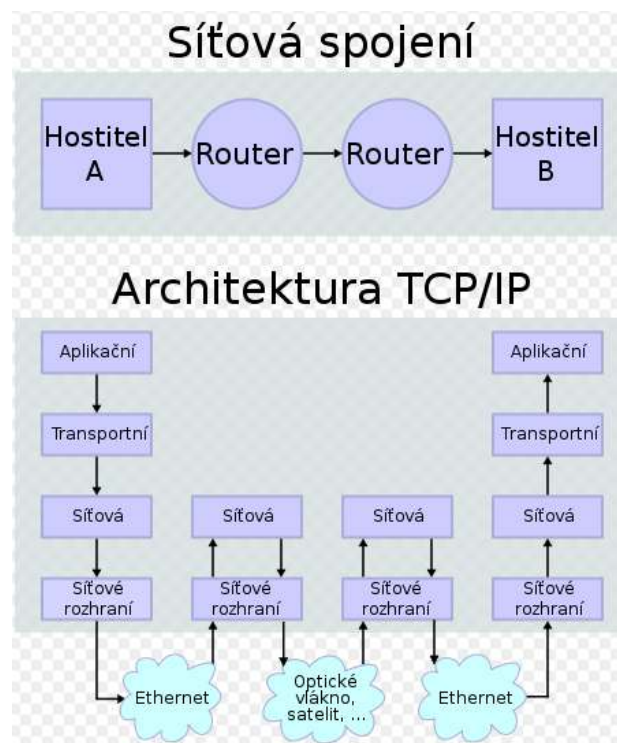 Síťová spojení
Hostitel
A
Router
Router
Hostitel
B
Architektura TCP/IP
Aplikační
Aplikační
Transportní
Transportní
Síťová
Síťová
Síťová
Síťová
Síťové
rozhraní
Síťové
rozhraní
Síťové
rozhraní
Síťové
rozhraní
Ethernet
Optické
vlákno,
satelit, ...
Ethernet